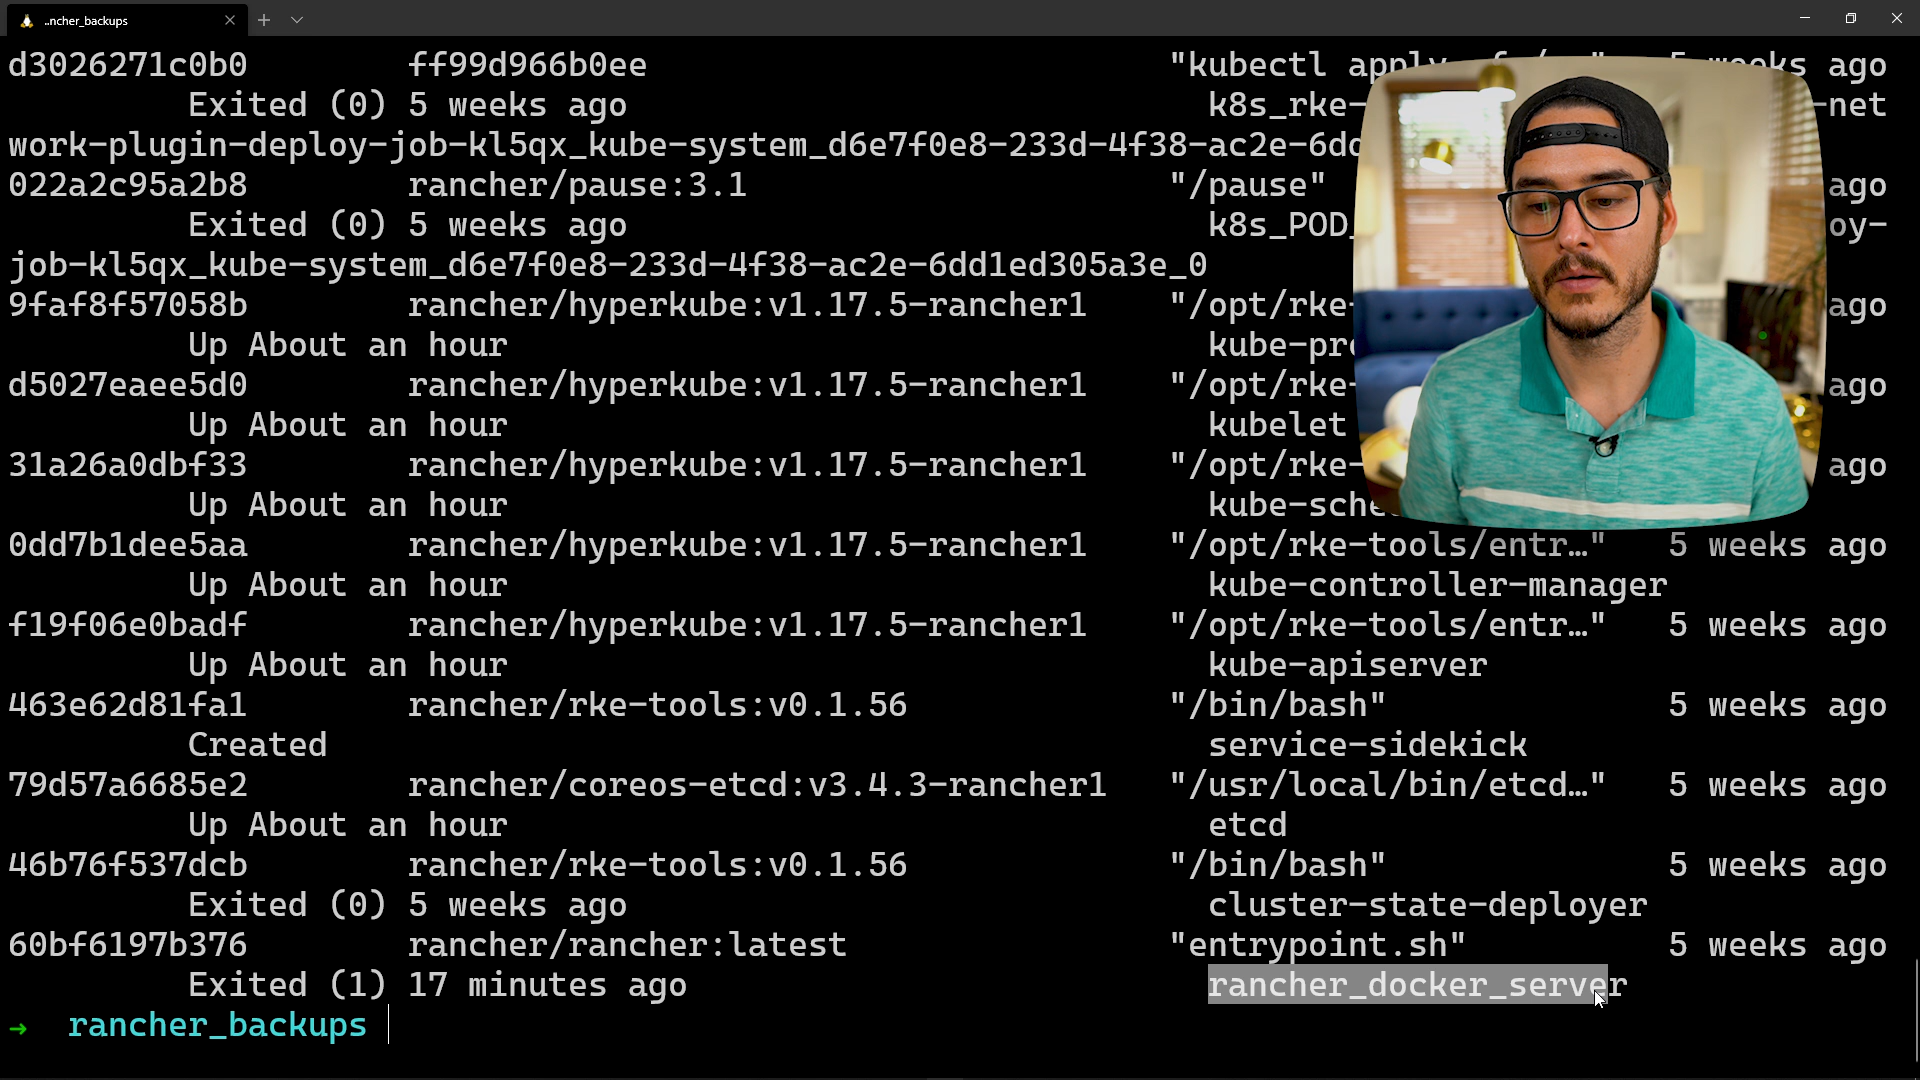 ..ncher_backups
d3026271c0b0 ff99d966b0ee "kubectl weeks ago
Exited (0) 5 weeks ago k8s_rke- -net
work-plugin-deploy-job-kl5qx_kube-system_d6e7f0e8-233d-4f38-ac2e-6dd
022a2c95a2b8 rancher/pause:3.1 "/pause" ago
Exited (0) 5 weeks ago k8s_POD_ oy-
job-kl5qx_kube-system_d6e7f0e8-233d-4f38-ac2e-6dd1ed305a3e_0
9faf8f57058b rancher/hyperkube:v1.17.5-rancher1 "/opt/rke- ago
Up About an hour kube-pro
d5027eaee5d0 rancher/hyperkube:v1.17.5-rancher1 "/opt/rke- ago
Up About an hour kubelet
31a26a0dbf33 rancher/hyperkube:v1.17.5-rancher1 "/opt/rke- ago
Up About an hour kube-sche
0dd7b1dee5aa rancher/hyperkube:v1.17.5-rancher1 "/opt/rke-tools/entr…" 5 weeks ago
Up About an hour kube-controller-manager
f19f06e0badf rancher/hyperkube:v1.17.5-rancher1 "/opt/rke-tools/entr…" 5 weeks ago
Up About an hour kube-apiserver
463e62d81fa1 rancher/rke-tools:v0.1.56 "/bin/bash" 5 weeks ago
Created service-sidekick
79d57a6685e2 rancher/coreos-etcd:v3.4.3-rancher1 "/usr/local/bin/etcd…" 5 weeks ago
Up About an hour etcd
46b76f537dcb rancher/rke-tools:v0.1.56 "/bin/bash" 5 weeks ago
Exited (0) 5 weeks ago cluster-state-deployer
60bf6197b376 rancher/rancher:latest "entrypoint.sh" 5 weeks ago
Exited (1) 17 minutes ago rancher_docker_server
→ rancher_backups